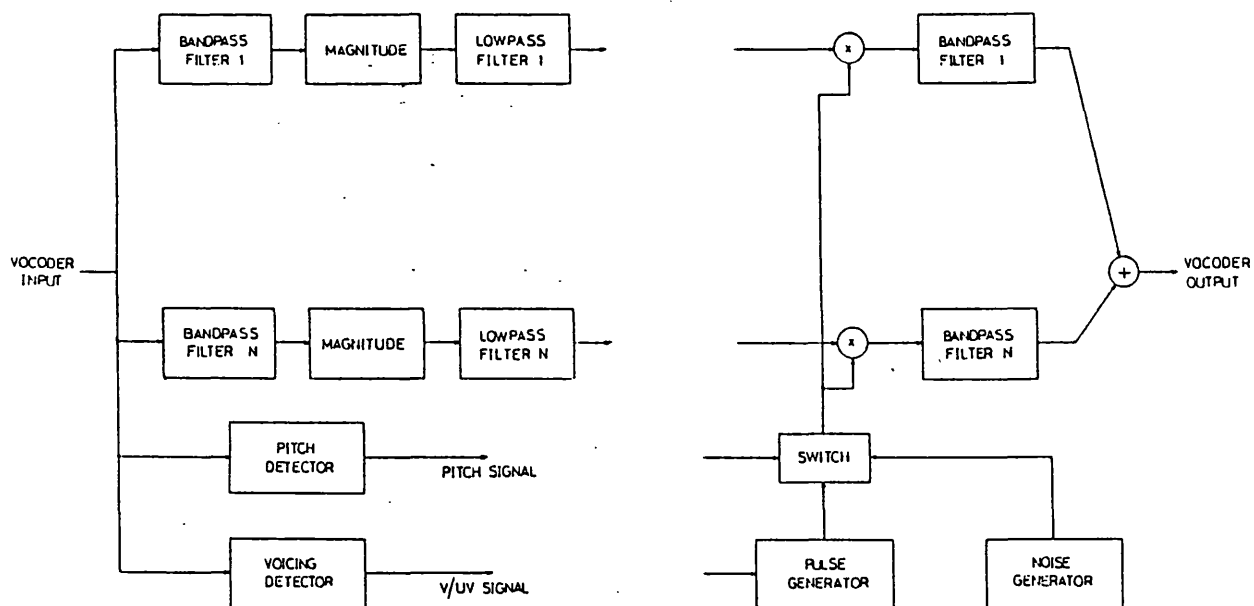 BANDPASS
FILTER 1
MAGNITUDE
LOWPASS
FILTER 1
x
BANDPASS
FILTER 1
VOCODER
INPUT
+
VOCODER
OUTPUT
BANDPASS
FILTER N
MAGNITUDE
LOWPASS
FILTER N
x
BANDPASS
FILTER N
PITCH
DETECTOR
PITCH SIGNAL
SWITCH
VOICING
DETECTOR
V/UV SIGNAL
PULSE
GENERATOR
NOISE
GENERATOR